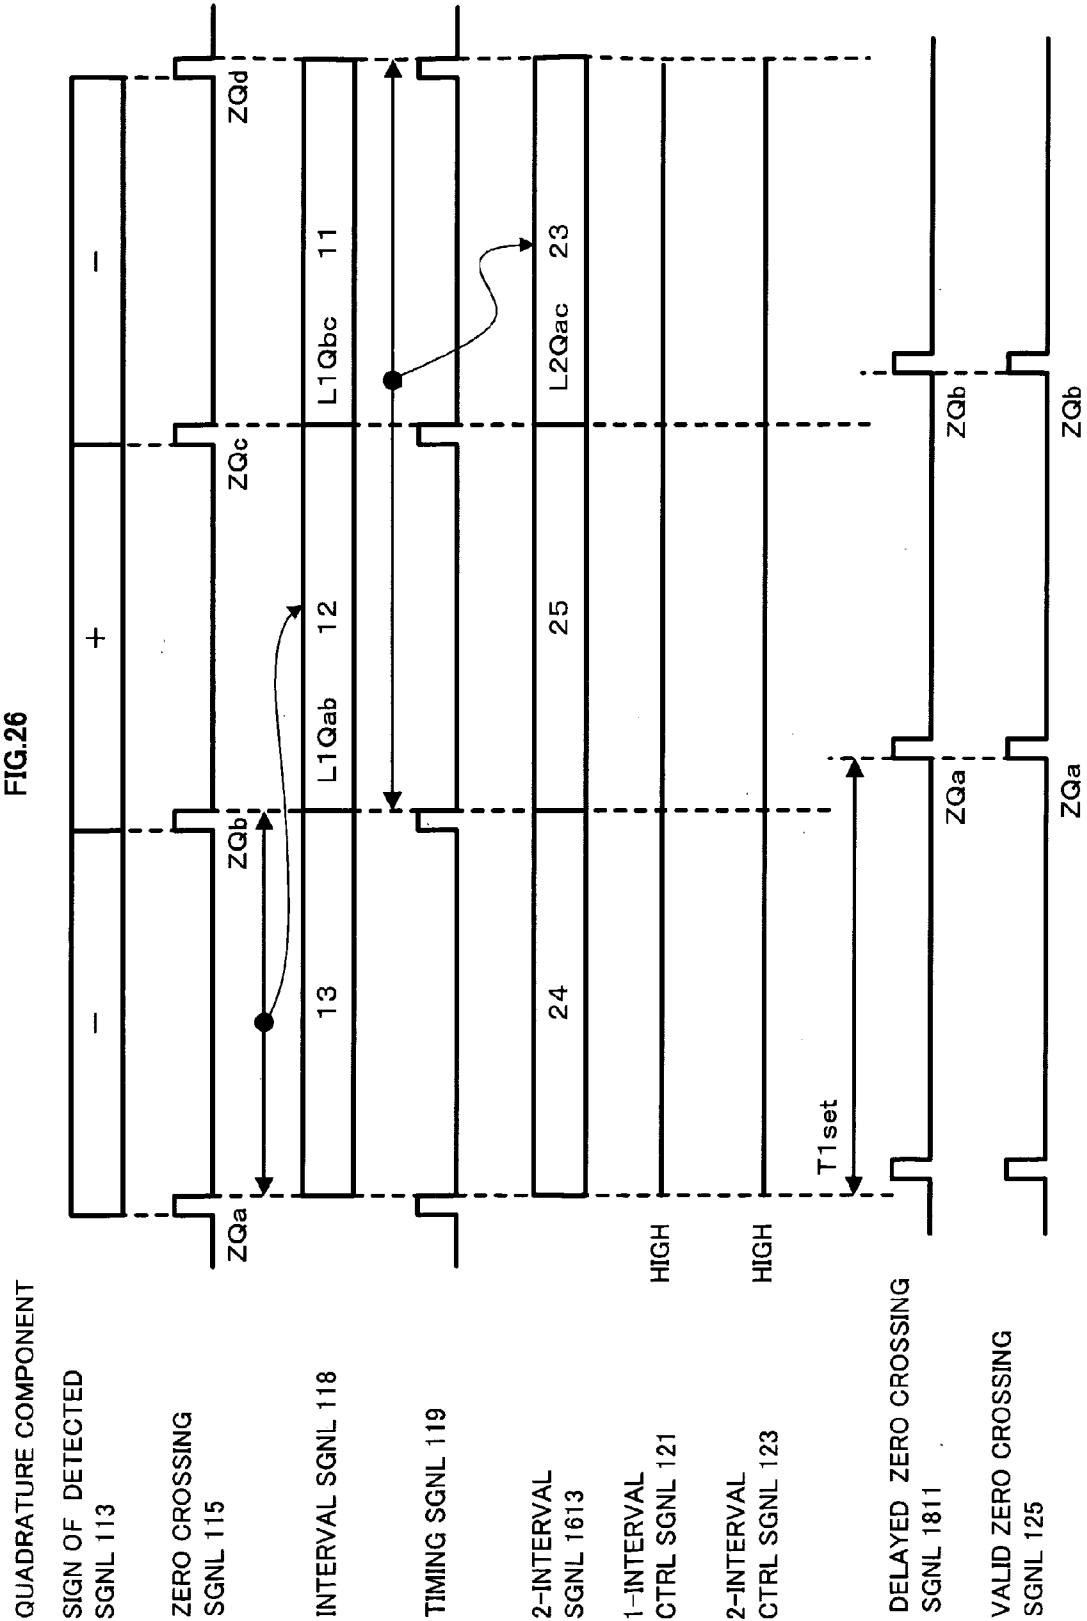 FIG.26
QUADRATURE COMPONENT
SIGN OF DETECTED
SGNL 113
− + −
ZERO CROSSING
SGNL 115
ZQa ZQb ZQc ZQd
INTERVAL SGNL 118
13 L1Qab 12 L1Qbc 11
TIMING SGNL 119
2-INTERVAL
SGNL 1613
24 25 L2Qac 23
1-INTERVAL
CTRL SGNL 121
HIGH
2-INTERVAL
CTRL SGNL 123
HIGH
T1set
DELAYED ZERO CROSSING
SGNL 1811
ZQa ZQb
VALID ZERO CROSSING
SGNL 125
ZQa ZQb